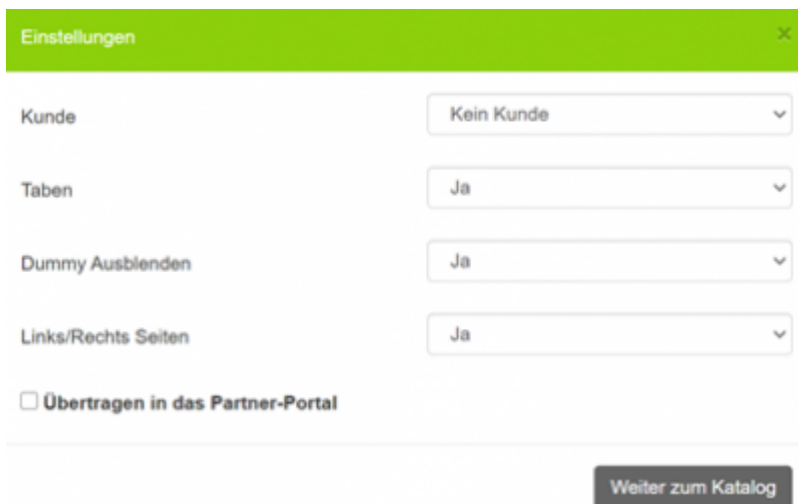 Einstellungen ×
Kunde Kein Kunde
Taben Ja
Dummy Ausblenden Ja
Links/Rechts Seiten Ja
Übertragen in das Partner-Portal
Weiter zum Katalog